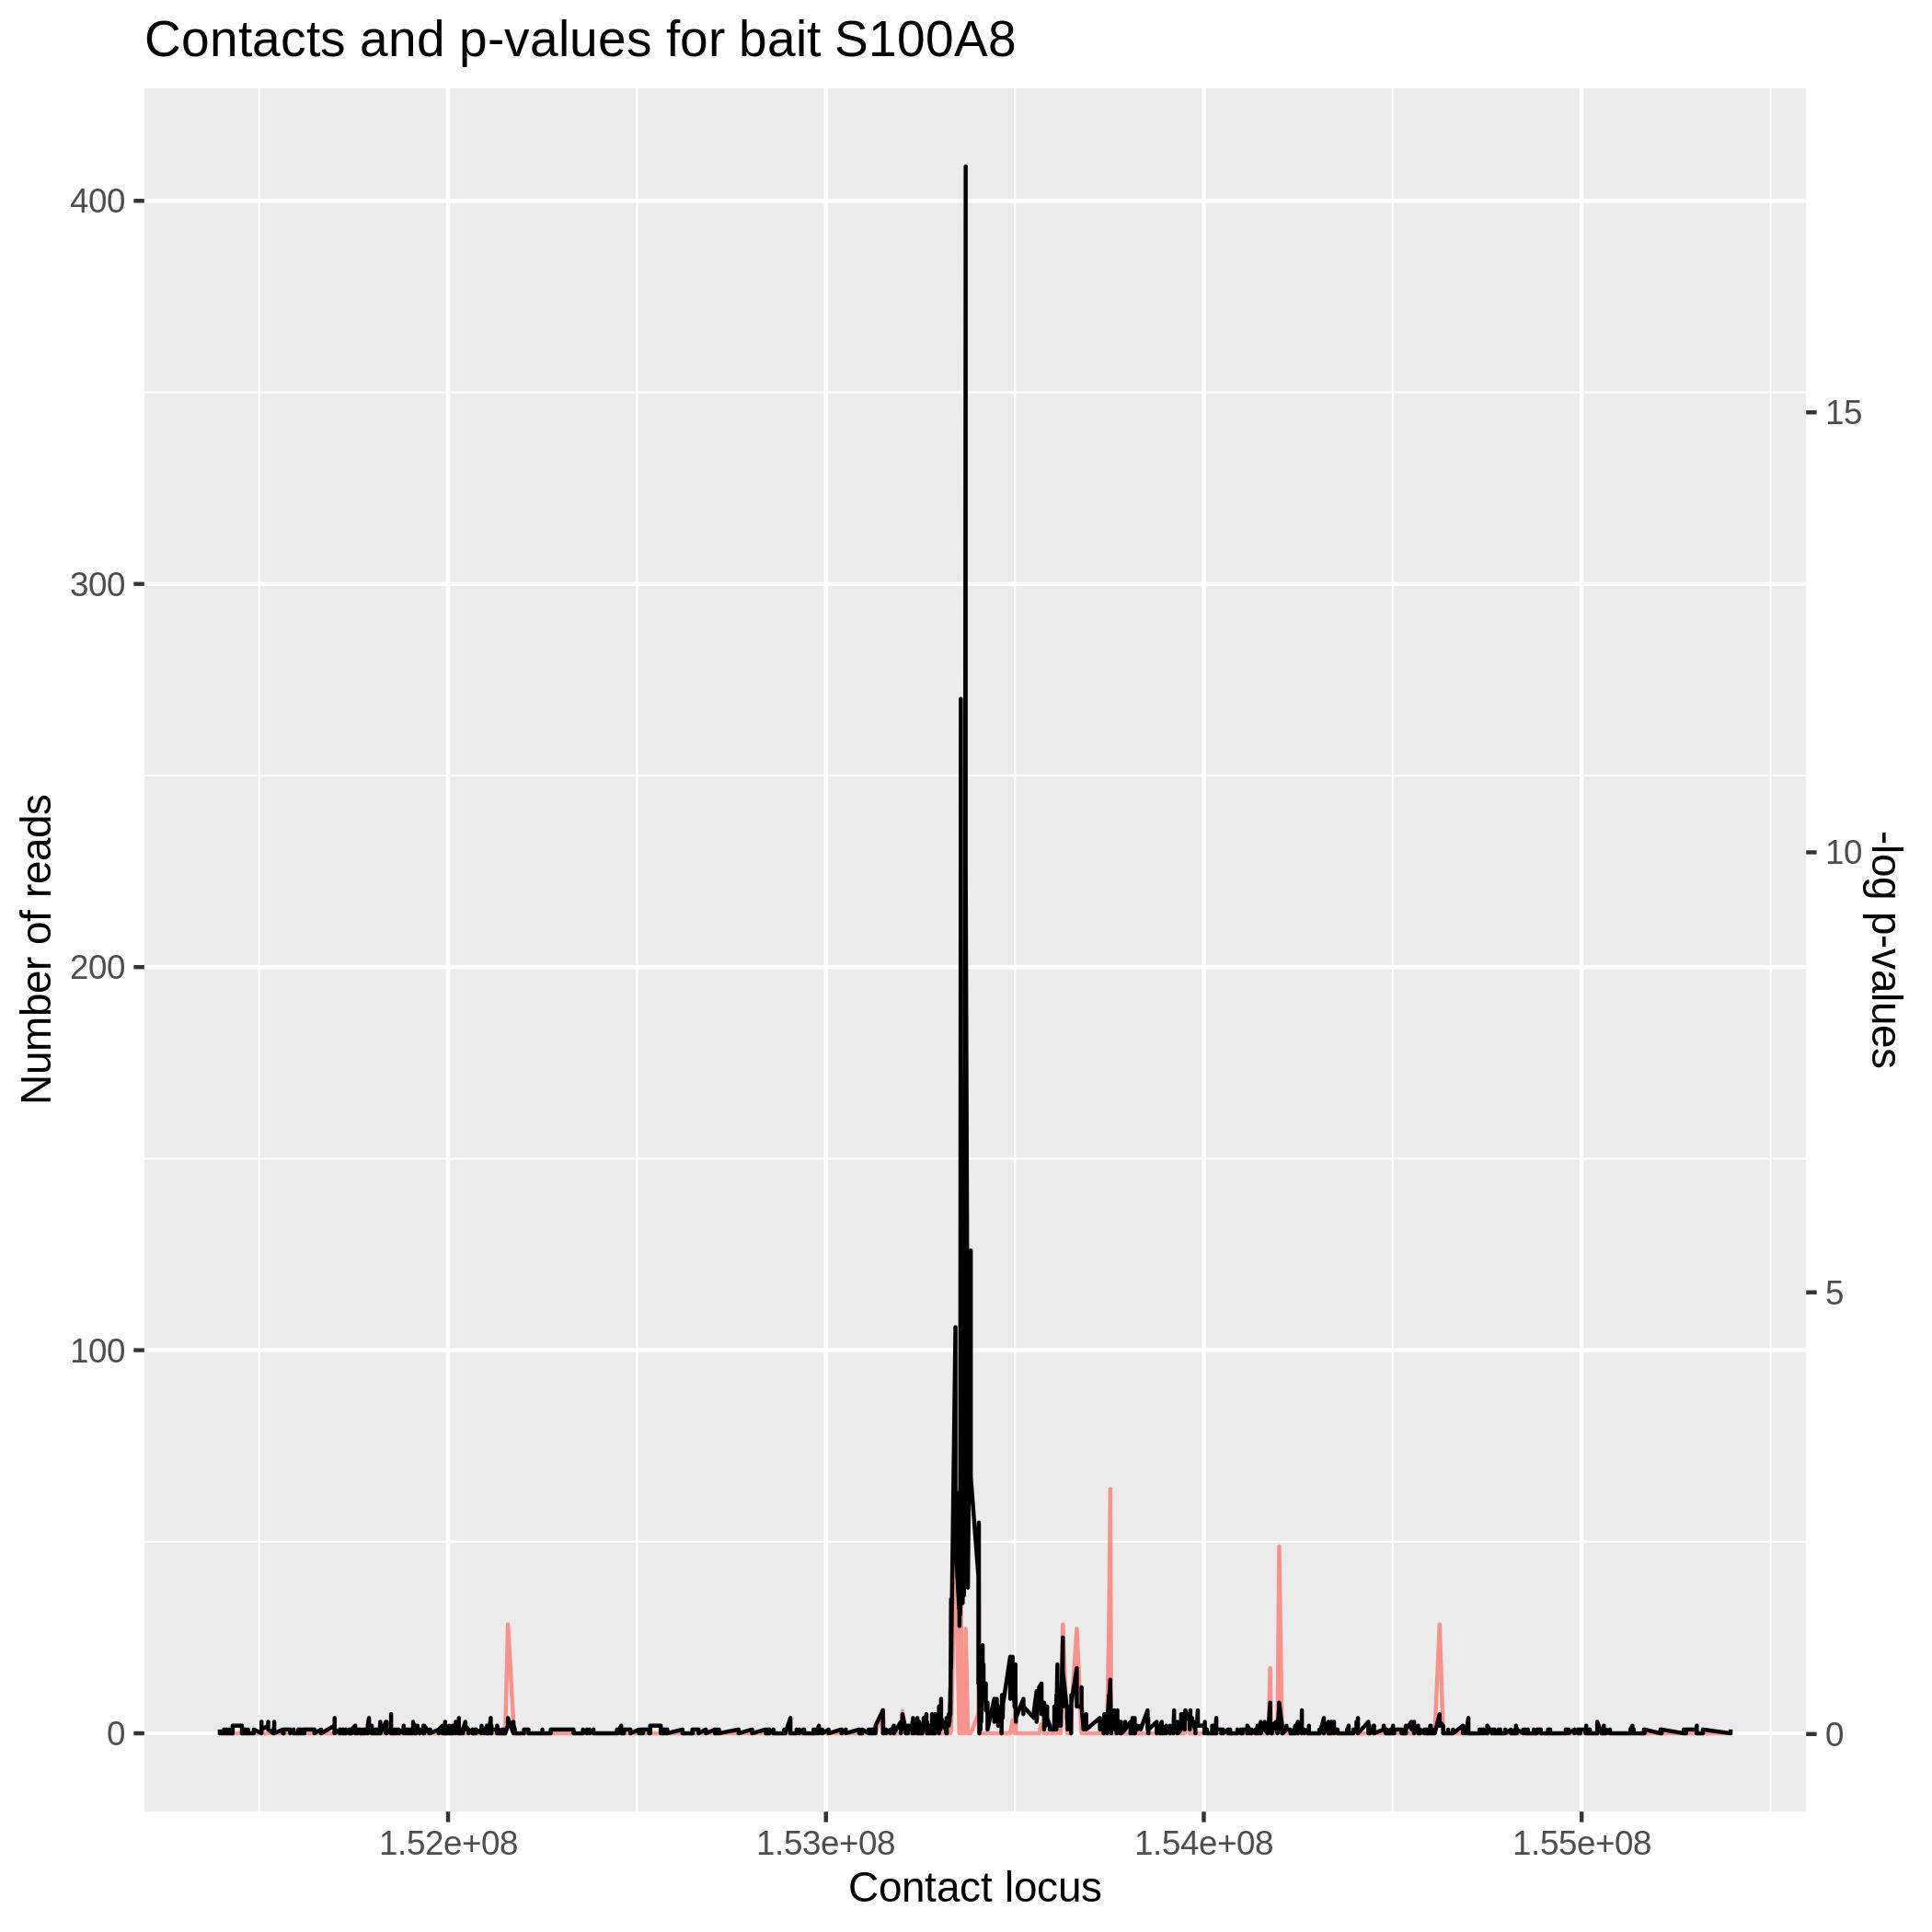 Contacts and p-values for bait S100A8
400
300
200
100
0
Number of reads
15
10
5
0
-log p-values
1.52e+08
1.53e+08
1.54e+08
1.55e+08
Contact locus